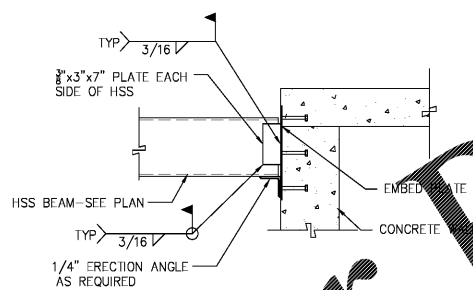 TYP
3/16
3/8"x3"x7" PLATE EACH
SIDE OF HSS
EMBED PLATE
HSS BEAM-SEE PLAN
CONCRETE
TYP
3/16
1/4" ERECTION ANGLE
AS REQUIRED